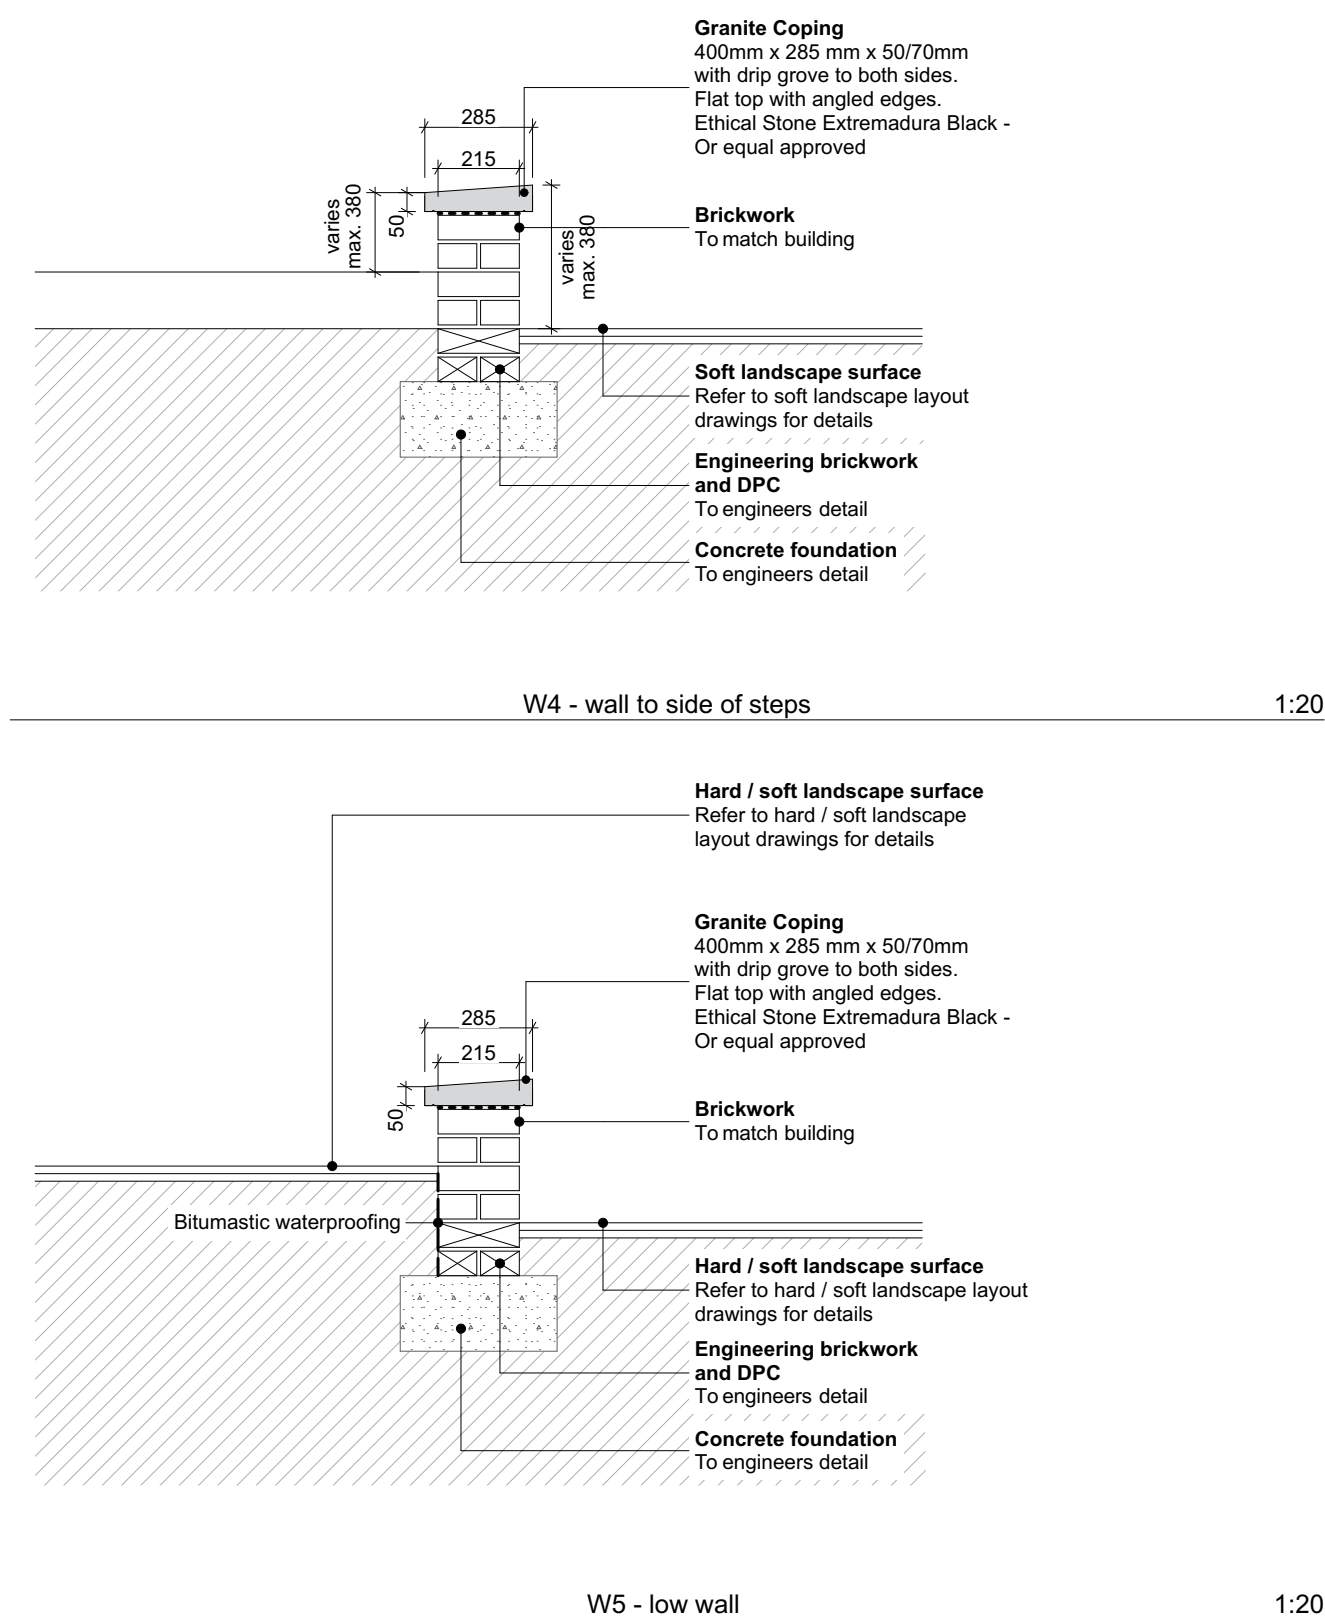 Granite Coping
400mm x 285 mm x 50/70mm
with drip grove to both sides.
Flat top with angled edges.
Ethical Stone Extremadura Black -
Or equal approved
285
215
varies
max. 380
50
varies
max. 380
Brickwork
To match building
Soft landscape surface
Refer to soft landscape layout
drawings for details
Engineering brickwork
and DPC
To engineers detail
Concrete foundation
To engineers detail
W4 - wall to side of steps
1:20
Hard / soft landscape surface
Refer to hard / soft landscape
layout drawings for details
Granite Coping
400mm x 285 mm x 50/70mm
with drip grove to both sides.
Flat top with angled edges.
Ethical Stone Extremadura Black -
Or equal approved
285
215
50
Brickwork
To match building
Bitumastic waterproofing
Hard / soft landscape surface
Refer to hard / soft landscape layout
drawings for details
Engineering brickwork
and DPC
To engineers detail
Concrete foundation
To engineers detail
W5 - low wall
1:20